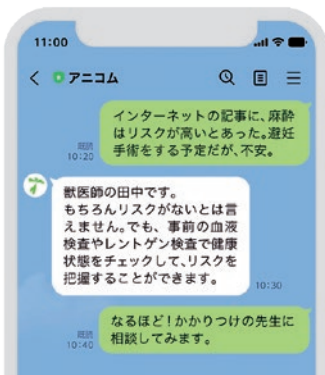 11:00
アニコム
インターネットの記事に、麻酔
はリスクが高いとあった。避妊
手術をする予定だが、不安。
既読
10:20
獣医師の田中です。
もちろんリスクがないとは言
えません。でも、事前の血液
検査やレントゲン検査で健康
状態をチェックして、リスクを
把握することができます。
10:30
なるほど!かかりつけの先生に
相談してみます。
既読
10:40